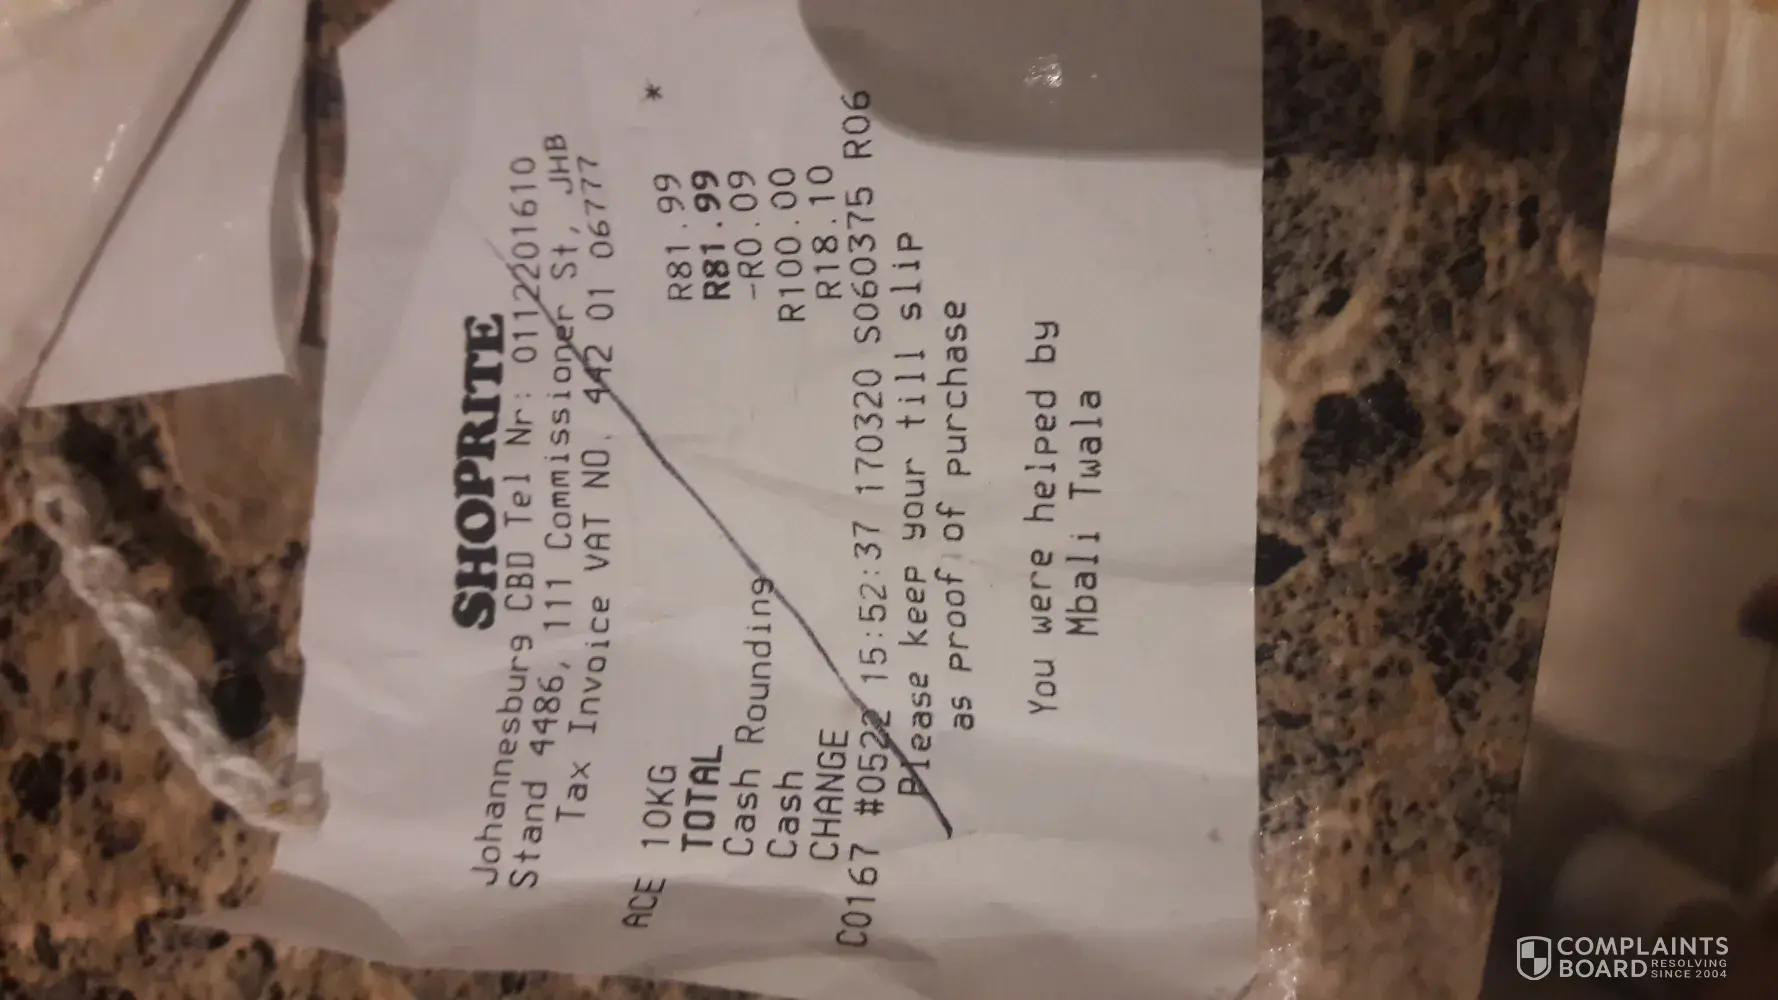 SHOPRITE
Johannesburg CBD Tel Nr: 0112201610
Stand 4486, 111 Commissioner St, JHB
Tax Invoice VAT NO. 442 01 06777
*
ACE 10KG R81.99
TOTAL R81.99
Cash Rounding -R0.09
Cash R100.00
CHANGE R18.10
C0167 #0522 15:52:37 170320 S060375 R06
Please keep your till slip
as proof of purchase
You were helped by
Mbali Twala
COMPLAINTS
BOARD RESOLVING
SINCE 2004